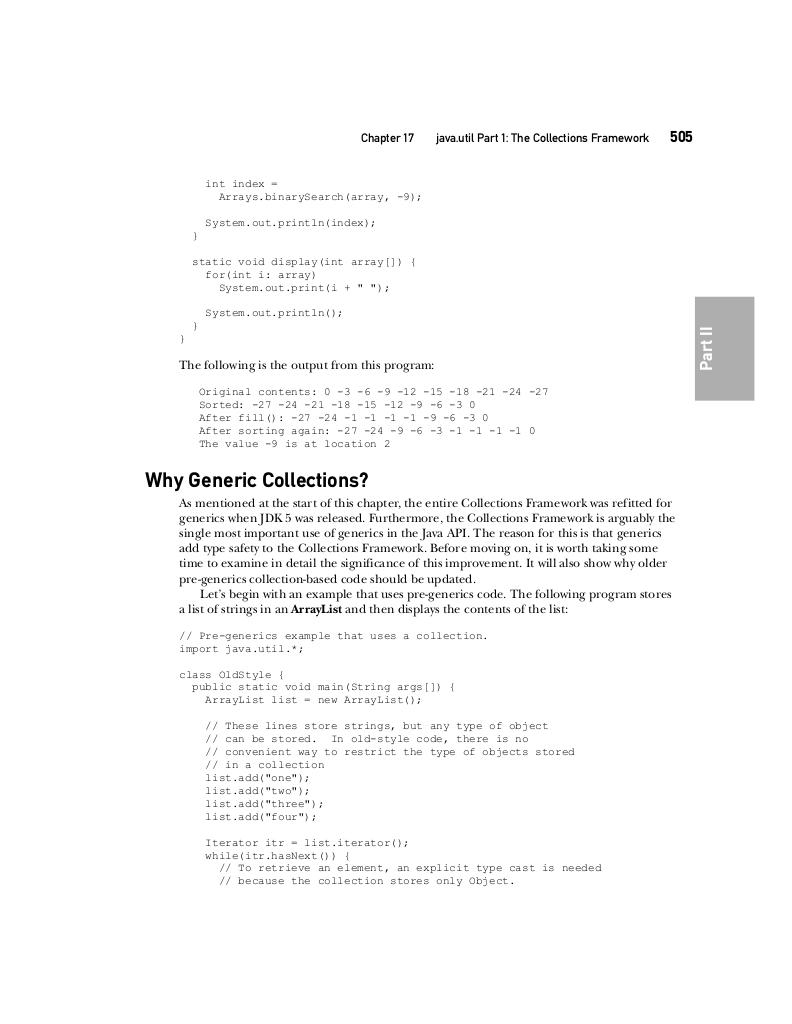 Chapter 17 java.util Part 1: The Collections Framework 505
int index =
Arrays.binarySearch(array, -9);
System.out.println(index);
}
static void display(int array[]) {
for(int i: array)
System.out.print(i + " ");
System.out.println();
}
}
Part II
The following is the output from this program:
Original contents: 0 -3 -6 -9 -12 -15 -18 -21 -24 -27
Sorted: -27 -24 -21 -18 -15 -12 -9 -6 -3 0
After fill(): -27 -24 -1 -1 -1 -1 -9 -6 -3 0
After sorting again: -27 -24 -9 -6 -3 -1 -1 -1 -1 0
The value -9 is at location 2
Why Generic Collections?
As mentioned at the start of this chapter, the entire Collections Framework was refitted for
generics when JDK 5 was released. Furthermore, the Collections Framework is arguably the
single most important use of generics in the Java API. The reason for this is that generics
add type safety to the Collections Framework. Before moving on, it is worth taking some
time to examine in detail the significance of this improvement. It will also show why older
pre-generics collection-based code should be updated.
Let's begin with an example that uses pre-generics code. The following program stores
a list of strings in an ArrayList and then displays the contents of the list:
// Pre-generics example that uses a collection.
import java.util.*;
class OldStyle {
public static void main(String args[]) {
ArrayList list = new ArrayList();
// These lines store strings, but any type of object
// can be stored.  In old-style code, there is no
// convenient way to restrict the type of objects stored
// in a collection
list.add("one");
list.add("two");
list.add("three");
list.add("four");
Iterator itr = list.iterator();
while(itr.hasNext()) {
// To retrieve an element, an explicit type cast is needed
// because the collection stores only Object.